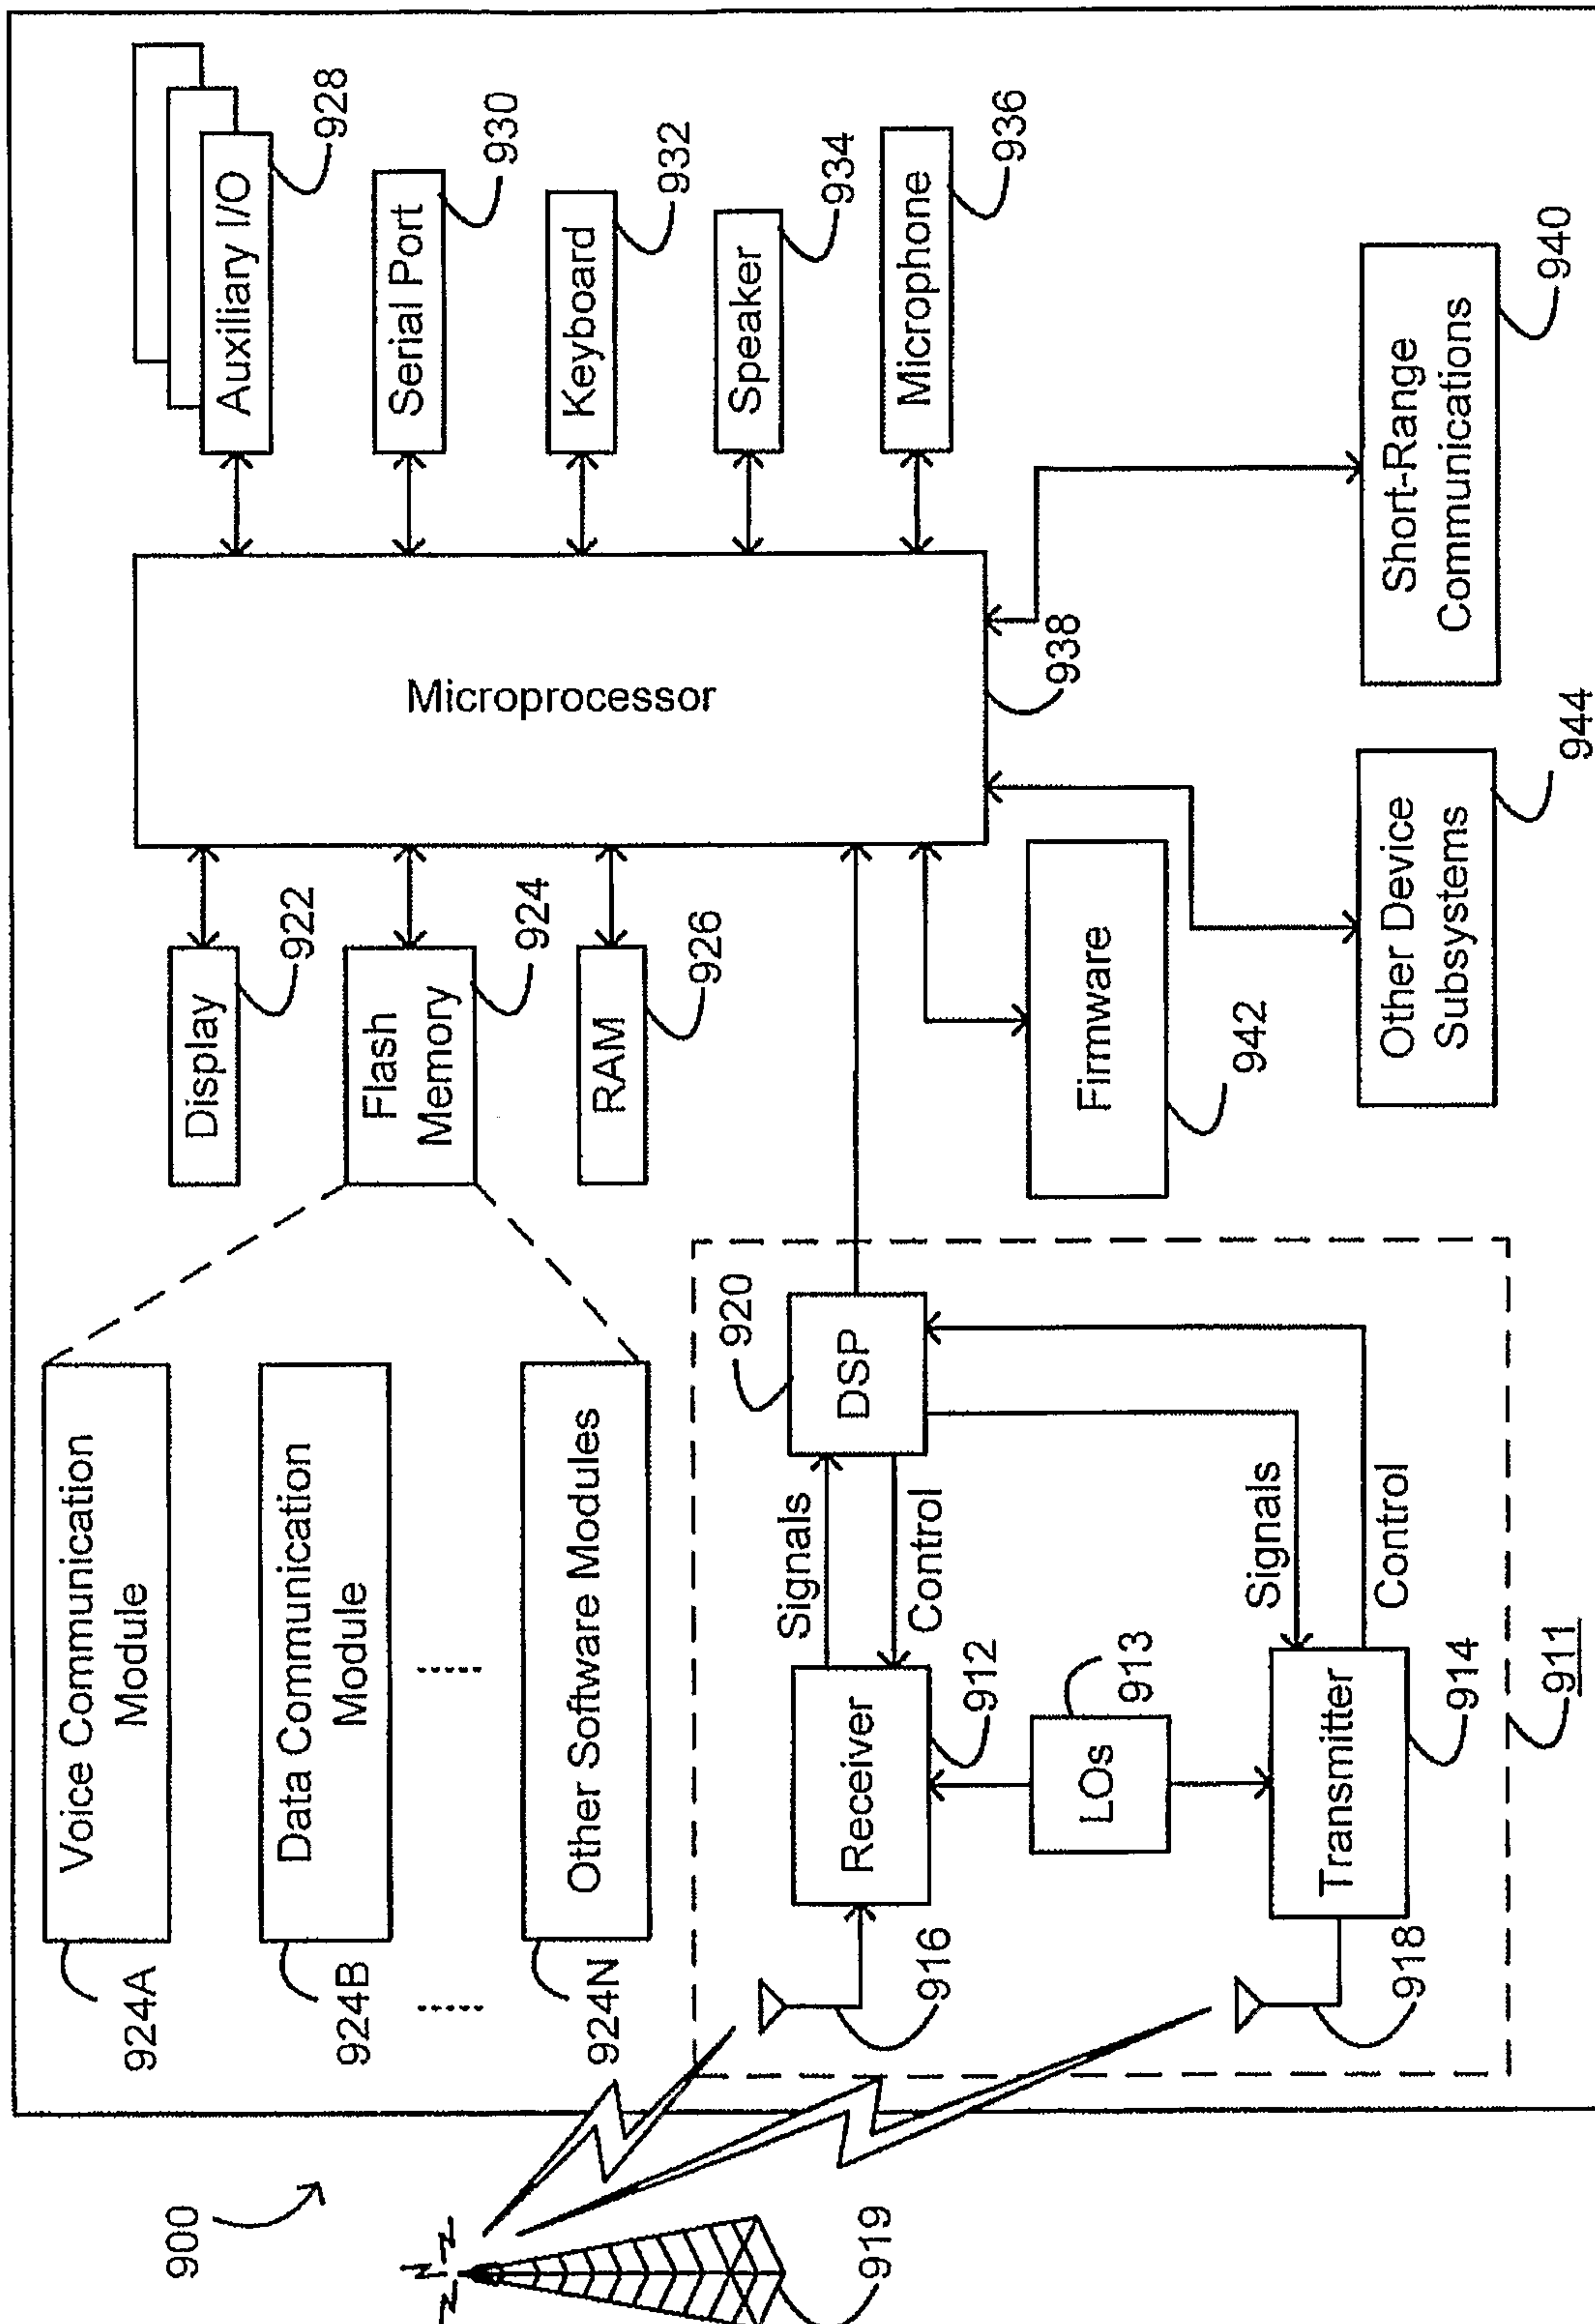 900
919
924A
Voice Communication
Module
924B
Data Communication
Module
.....
.....
924N
Other Software Modules
Display
922
Flash
Memory
924
RAM
926
Microprocessor
938
Auxiliary I/O
928
Serial Port
930
Keyboard
932
Speaker
934
Microphone
936
916
Receiver
912
Signals
Control
DSP
920
LOs
913
918
Transmitter
914
Signals
Control
911
Firmware
942
Other Device
Subsystems
944
Short-Range
Communications
940